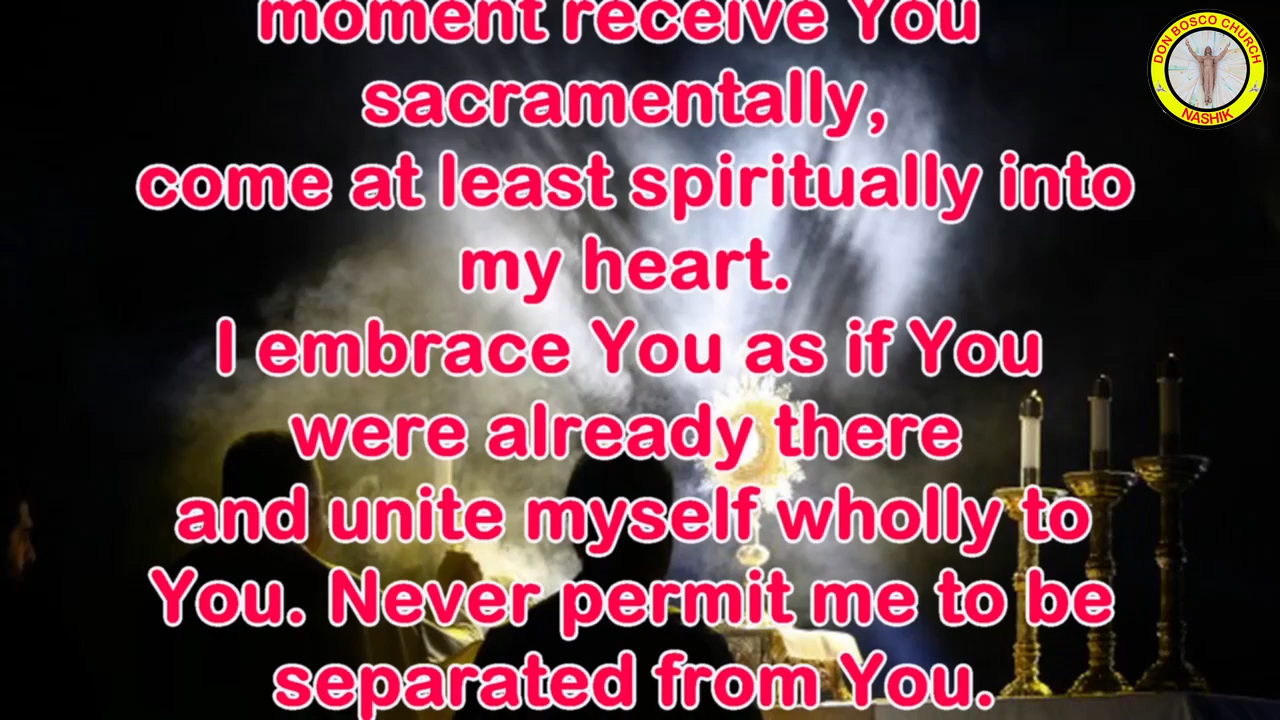 moment receive You
sacramentally,
come at least spiritually into
my heart.
I embrace You as if You
were already there
and unite myself wholly to
You. Never permit me to be
separated from You.
DON BOSCO CHURCH
NASHIK